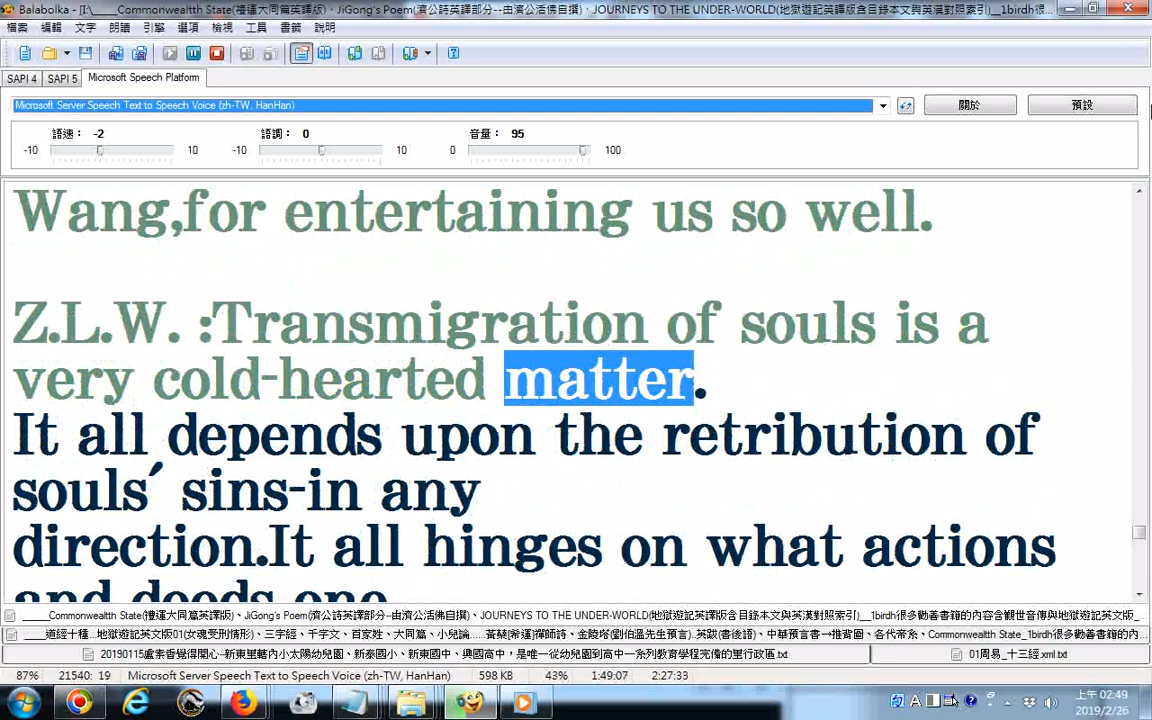 Balabolka - [I:\_____Commonwealtth State(禮運大同篇英譯版)、JiGong's Poem(濟公詩英譯部分--由濟公活佛自撰)、JOURNEYS TO THE UNDER-WORLD(地獄遊記英譯版含目錄本文與英漢對照索引)__1birdh很...
檔案 編輯 文字 朗讀 引擎 選項 檢視 工具 書籤 說明
SAPI 4 SAPI 5 Microsoft Speech Platform
Microsoft Server Speech Text to Speech Voice (zh-TW, HanHan) 關於 預設
語速： -2 語調： 0 音量： 95
-10 10 -10 10 0 100
Wang,for entertaining us so well.
Z.L.W. :Transmigration of souls is a
very cold-hearted matter.
It all depends upon the retribution of
souls´ sins-in any
direction.It all hinges on what actions
and deeds one
_____Commonwealtth State(禮運大同篇英譯版)、JiGong's Poem(濟公詩英譯部分--由濟公活佛自撰)、JOURNEYS TO THE UNDER-WORLD(地獄遊記英譯版含目錄本文與英漢對照索引)__1birdh很多勸善書籍的內容含觀世音傳與地獄遊記英文版_
____道經十種...地獄遊記英文版01(女魂受刑情形)、三字經、千字文、百家姓、大同篇、小兒論......黃蘗[希運]禪師詩、金陵塔(劉伯溫先生預言).英跋(書後語)、中華預言書--推背圖、各代帝系、Commonwealtth State_1birdh很多勸善書籍的內...
20190115盧素香覺得開心--新東里轄內小太陽幼兒園、新泰國小、新東國中、興國高中，是唯一從幼兒園到高中一系列教育學程完備的里行政區.txt 01周易_十三經.xml.txt
87% 21540: 19 Microsoft Server Speech Text to Speech Voice (zh-TW, HanHan) 598 KB 43% 1:49:07 2:27:33
上午 02:49
2019/2/26